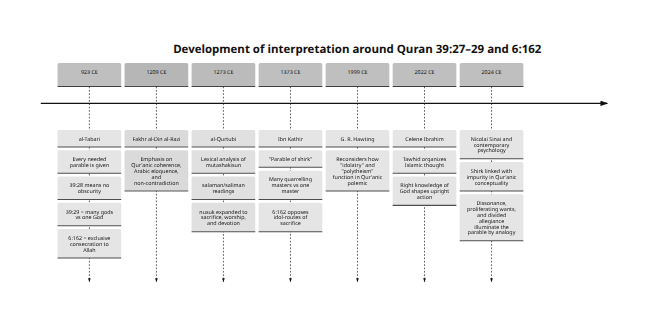 Development of interpretation around Quran 39:27–29 and 6:162
923 CE
1209 CE
1273 CE
1373 CE
1999 CE
2022 CE
2024 CE
al-Tabari
Every needed
parable is given
39:28 means no
obscurity
39:29 = many gods
vs one God
6:162 = exclusive
consecration to
Allah
Fakhr al-Din al-Razi
Emphasis on
Qur'anic coherence,
Arabic eloquence,
and
non-contradiction
al-Qurtubi
Lexical analysis of
mutashakisun
salaman/saliman
readings
nusuk expanded to
sacrifice, worship,
and devotion
Ibn Kathir
"Parable of shirk"
Many quarrelling
masters vs one
master
6:162 opposes
idol-routes of
sacrifice
G. R. Hawting
Reconsiders how
"idolatry" and
"polytheism"
function in Qur'anic
polemic
Celene Ibrahim
Tawhid organizes
Islamic thought
Right knowledge of
God shapes upright
action
Nicolai Sinai and
contemporary
psychology
Shirk linked with
impurity in Qur'anic
conceptuality
Dissonance,
proliferating wants,
and divided
allegiance
illuminate the
parable by analogy